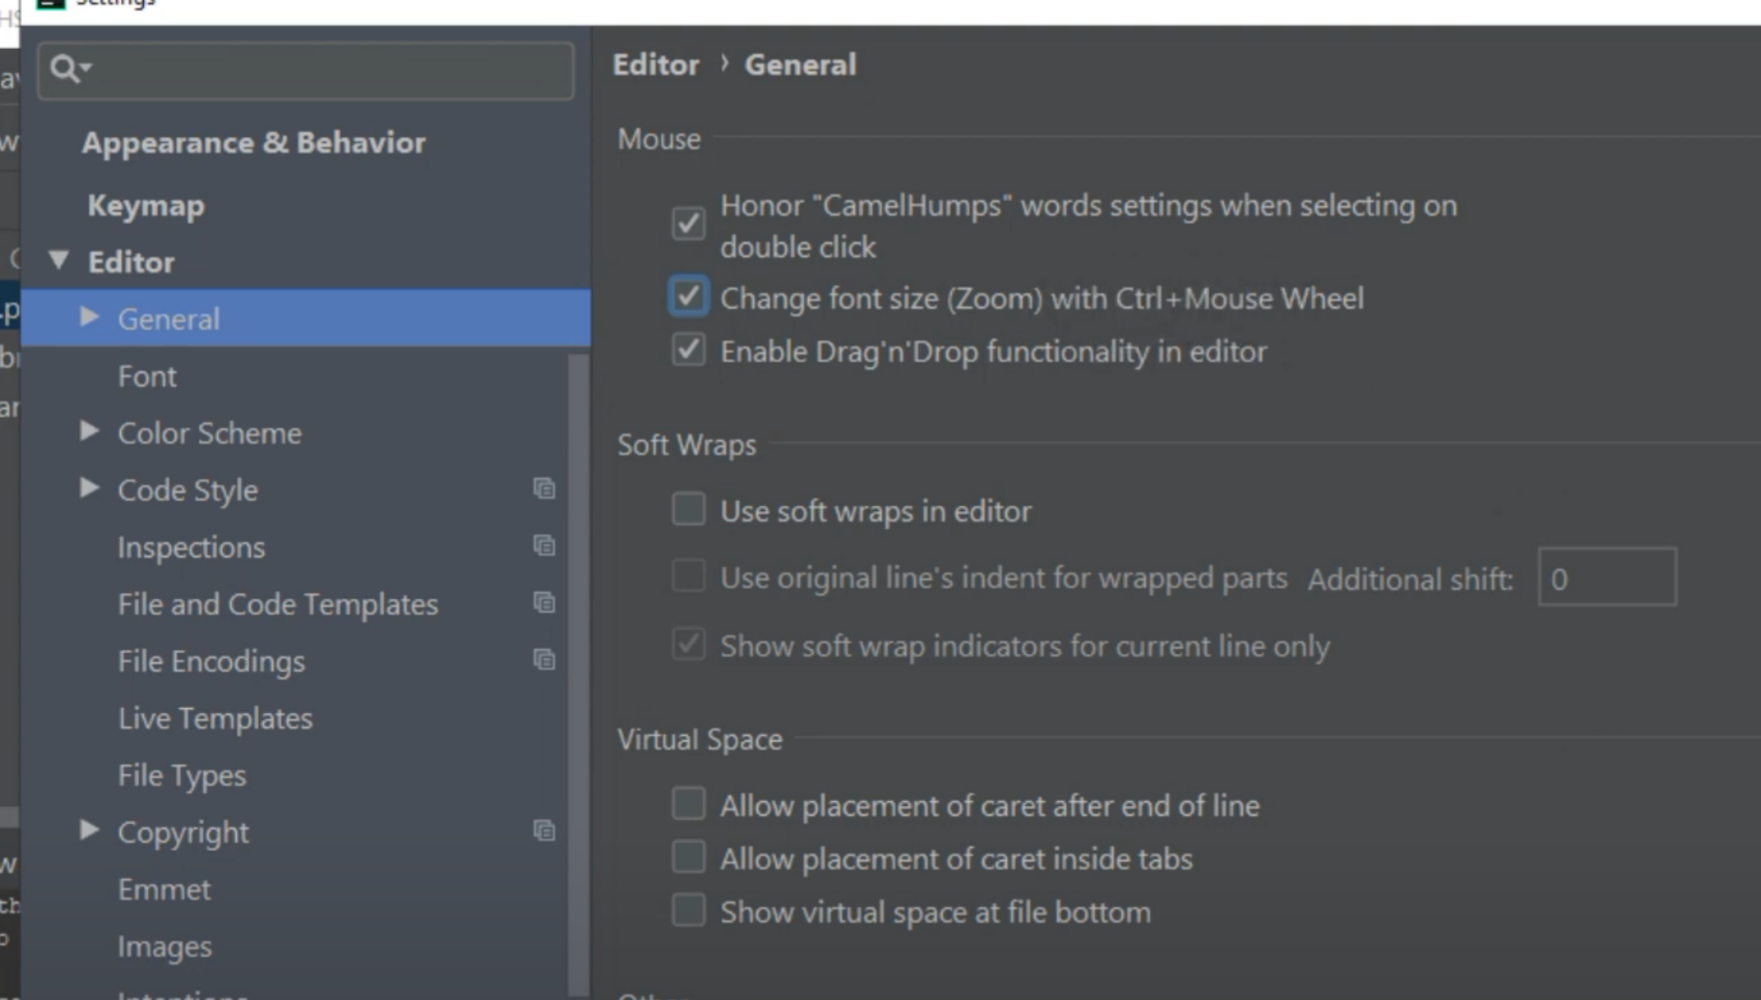 Settings
Appearance & Behavior
Keymap
Editor
General
Font
Color Scheme
Code Style
Inspections
File and Code Templates
File Encodings
Live Templates
File Types
Copyright
Emmet
Images
Editor › General
Mouse
Honor "CamelHumps" words settings when selecting on
double click
Change font size (Zoom) with Ctrl+Mouse Wheel
Enable Drag'n'Drop functionality in editor
Soft Wraps
Use soft wraps in editor
Use original line's indent for wrapped parts Additional shift: 0
Show soft wrap indicators for current line only
Virtual Space
Allow placement of caret after end of line
Allow placement of caret inside tabs
Show virtual space at file bottom